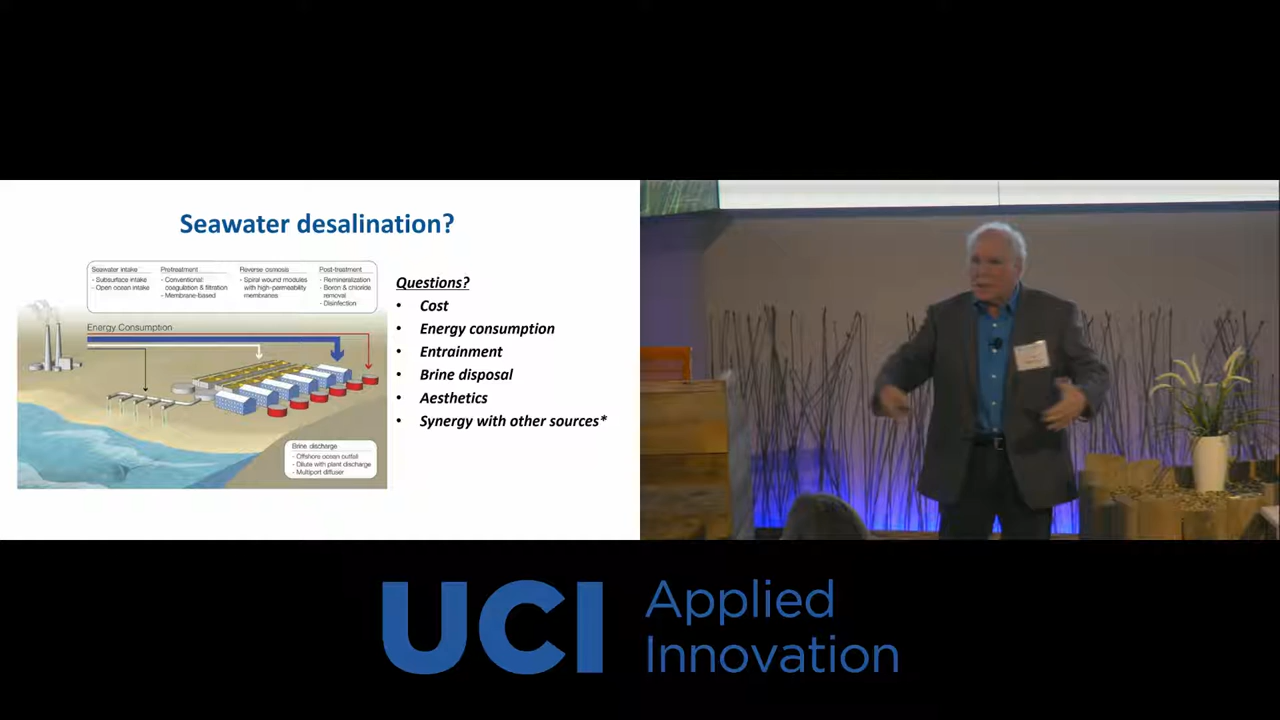 Seawater desalination?
Seawater intake
- Subsurface intake
- Open ocean intake
Pretreatment
- Conventional:
coagulation & filtration
- Membrane-based
Reverse osmosis
- Spiral wound modules
with high-permeability
membranes
Post-treatment
- Remineralization
- Boron & chloride
removal
- Disinfection
Energy Consumption
Brine discharge
- Offshore ocean outfall
- Dilute with plant discharge
- Multiport diffuser
Questions?
• Cost
• Energy consumption
• Entrainment
• Brine disposal
• Aesthetics
• Synergy with other sources*
UCI Applied
Innovation